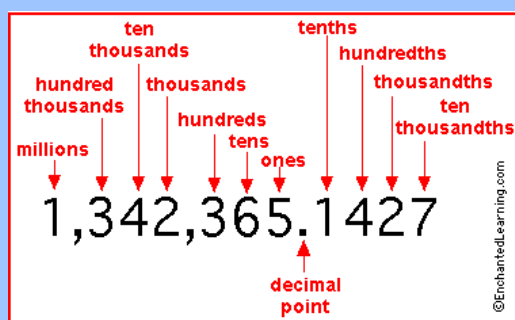 ten
thousands
tenths
hundredths
hundred
thousands
thousands
thousandths
hundreds
ten
thousandths
tens
millions
ones
1,342,365.1427
decimal
point
©EnchantedLearning.com